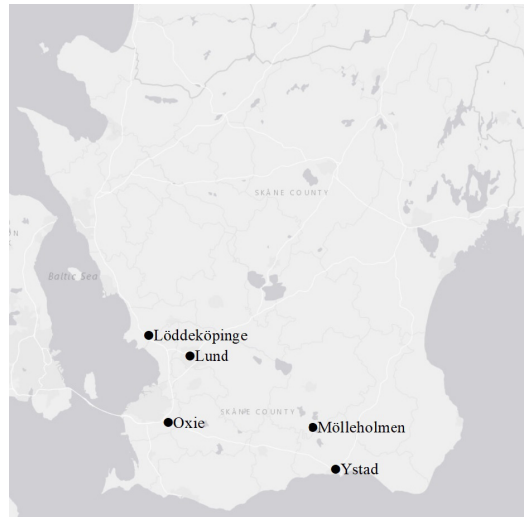 SKÅNE COUNTY
Baltic Sea
Löddeköpinge
Lund
SKÅNE COUNTY
Oxie
Mölleholmen
Ystad